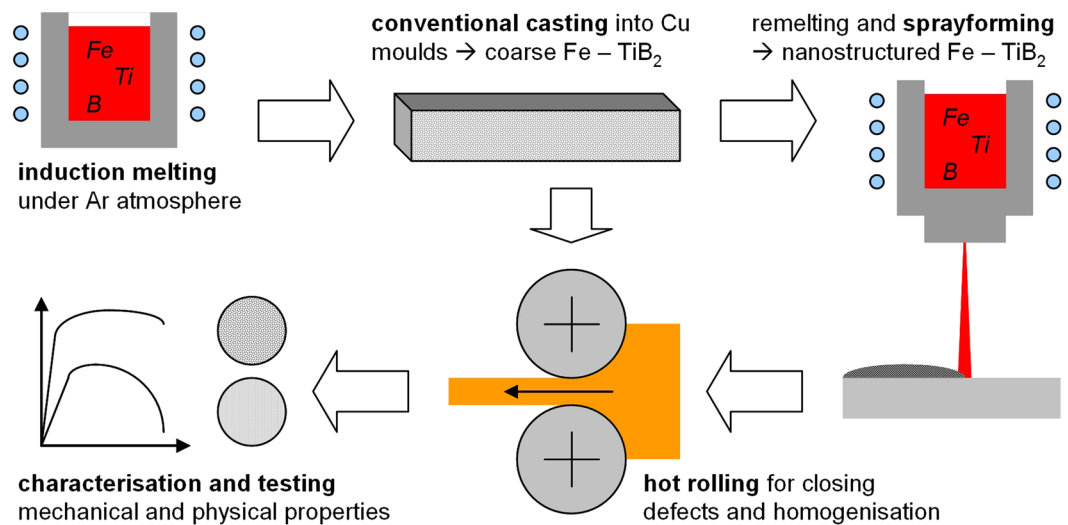 Fe
Ti
B
induction melting
under Ar atmosphere
conventional casting into Cu
moulds → coarse Fe – TiB₂
remelting and sprayforming
→ nanostructured Fe – TiB₂
Fe
Ti
B
hot rolling for closing
defects and homogenisation
characterisation and testing
mechanical and physical properties